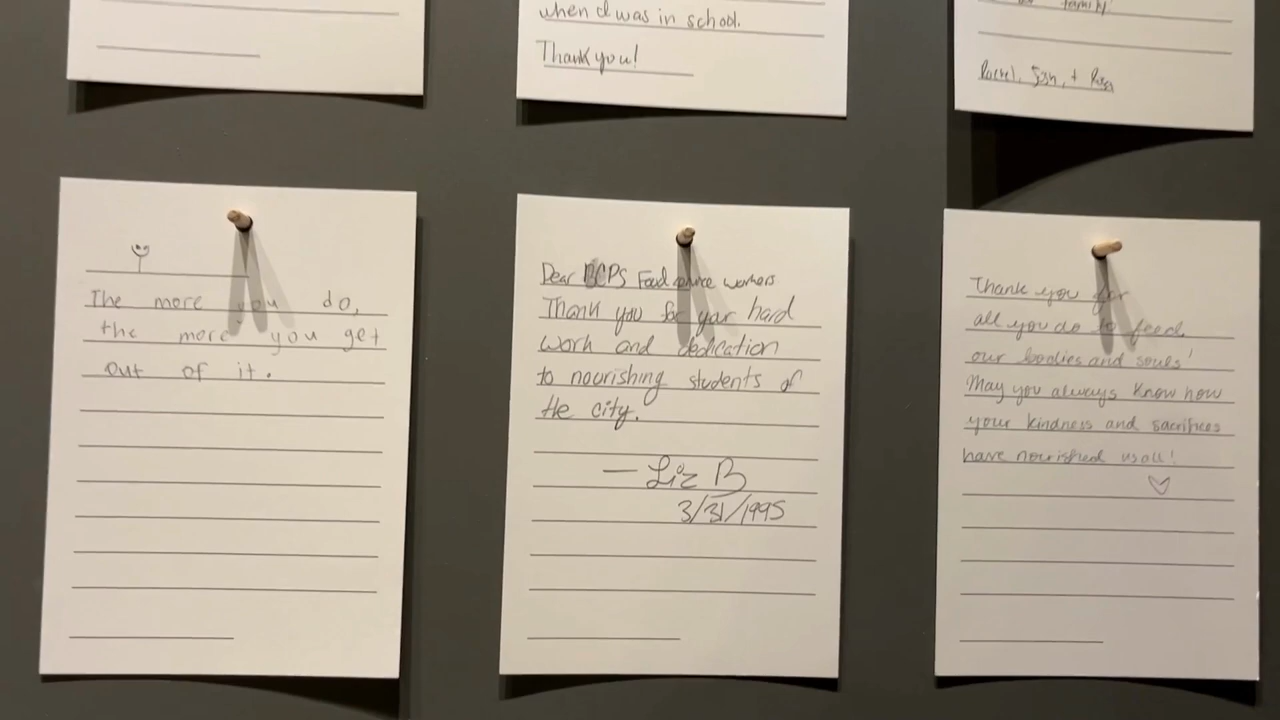 when I was in school.
Thank you!
family!
Rachel,
The more you do,
the more you get
out of it.
Dear BCPS Food service workers
Thank you for your hard
work and dedication
to nourishing students of
the city.
— Liz B
3/31/1995
Thank you for
all you do to feed
our bodies and souls!
May you always know how
your kindness and sacrifices
have nourished us all!